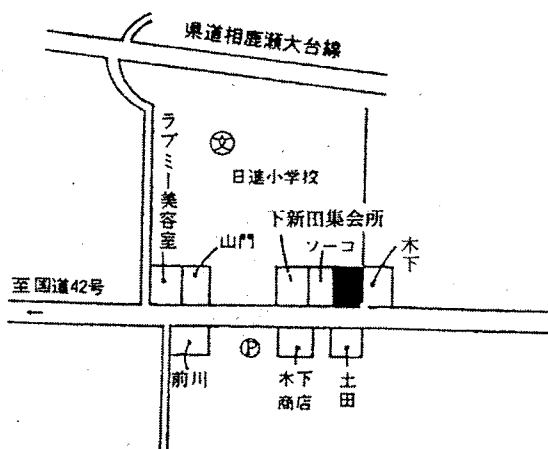 県道相鹿瀬大台線
文
日進小学校
ラブミー美容室
山門
下新田集会所
ソーコ
木下
至国道42号
←
前川
P
木下
商店
土田